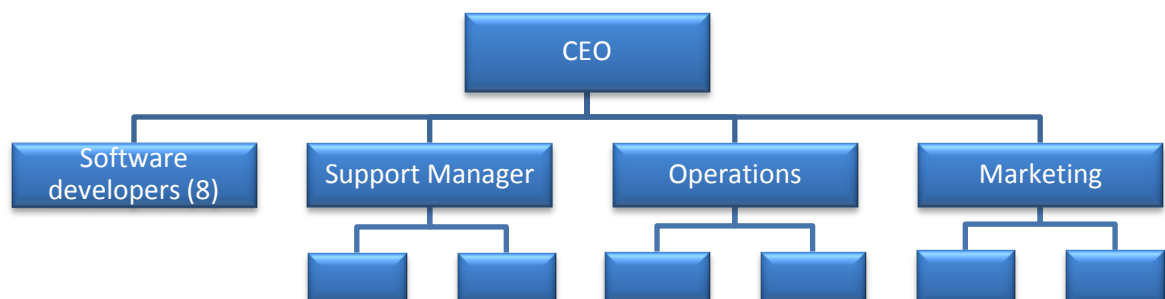 CEO
Software
developers (8)
Support Manager
Operations
Marketing